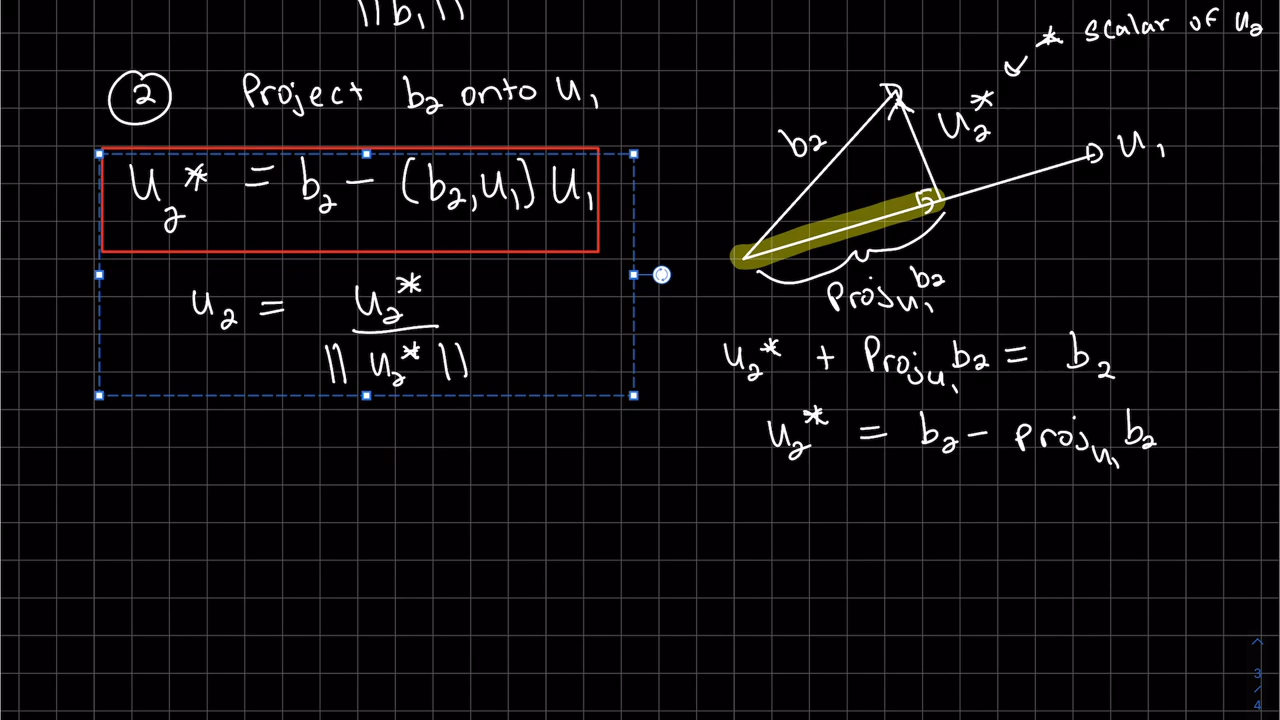 ||b₁||
* scalar of u₂
② Project b₂ onto u₁
b₂
u₂*
u₁
u₂* = b₂ − (b₂,u₁) u₁
Proj_u₁ b₂
u₂ = u₂* / || u₂* ||
u₂* + Proj_u₁ b₂ = b₂
u₂* = b₂ − proj_u₁ b₂
3/4